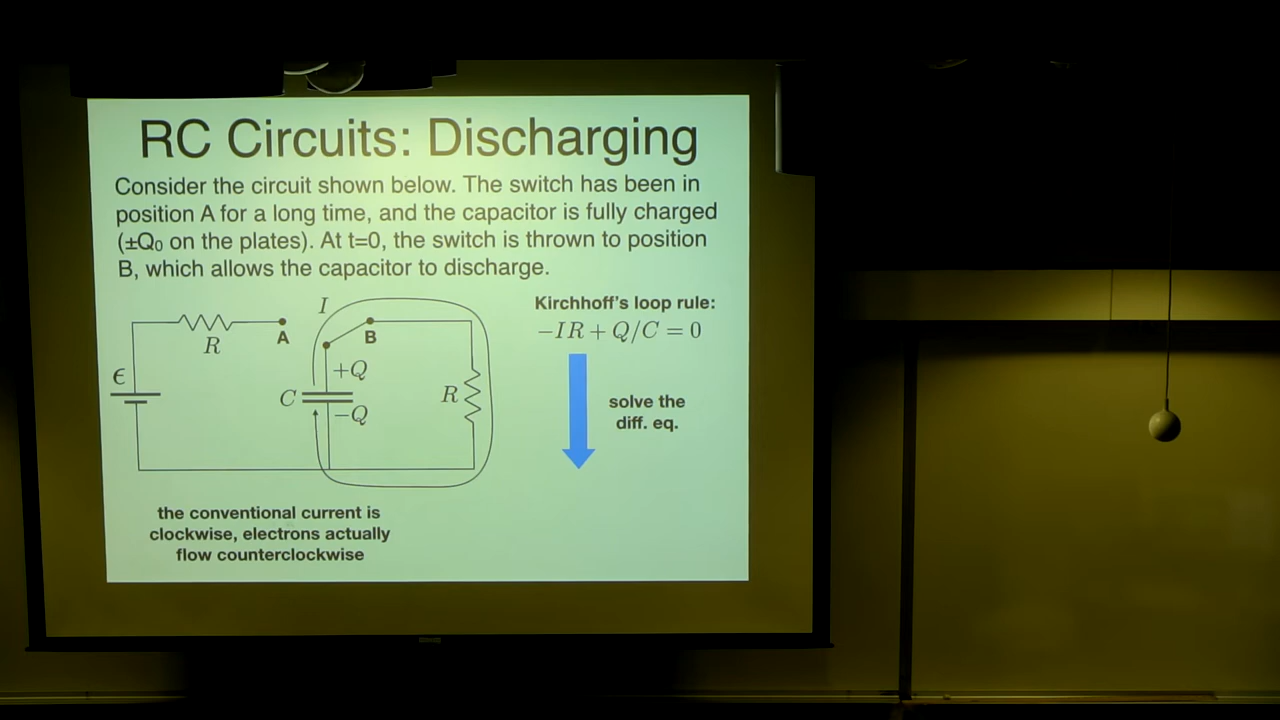 RC Circuits: Discharging
Consider the circuit shown below. The switch has been in
position A for a long time, and the capacitor is fully charged
(±Q₀ on the plates). At t=0, the switch is thrown to position
B, which allows the capacitor to discharge.
I
Kirchhoff's loop rule:
−IR + Q/C = 0
R
A
B
ϵ
+Q
C
−Q
R
solve the
diff. eq.
the conventional current is
clockwise, electrons actually
flow counterclockwise